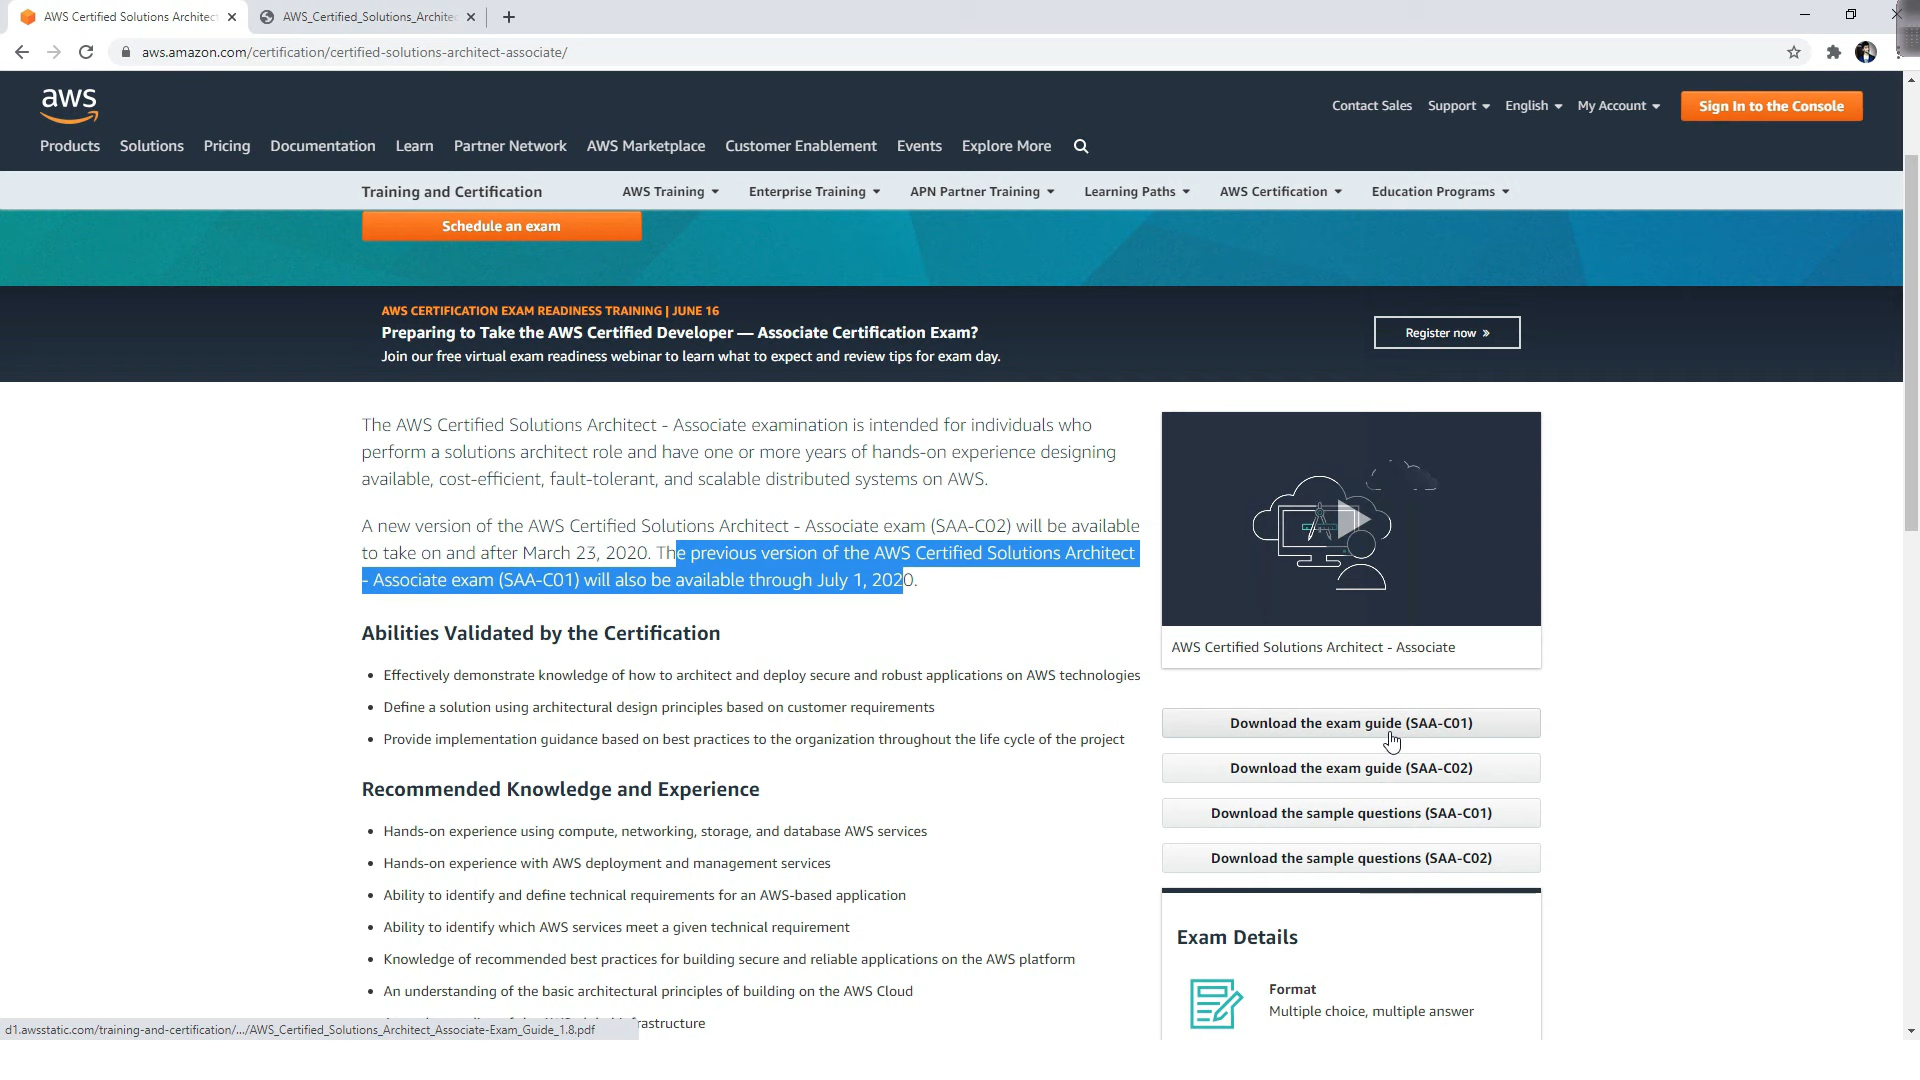 AWS Certified Solutions Architect
AWS_Certified_Solutions_Architec
aws.amazon.com/certification/certified-solutions-architect-associate/
aws
Contact Sales Support English My Account Sign In to the Console
Products Solutions Pricing Documentation Learn Partner Network AWS Marketplace Customer Enablement Events Explore More
Training and Certification AWS Training Enterprise Training APN Partner Training Learning Paths AWS Certification Education Programs
Schedule an exam
AWS CERTIFICATION EXAM READINESS TRAINING | JUNE 16
Preparing to Take the AWS Certified Developer — Associate Certification Exam?
Join our free virtual exam readiness webinar to learn what to expect and review tips for exam day.
Register now »
The AWS Certified Solutions Architect - Associate examination is intended for individuals who
perform a solutions architect role and have one or more years of hands-on experience designing
available, cost-efficient, fault-tolerant, and scalable distributed systems on AWS.
A new version of the AWS Certified Solutions Architect - Associate exam (SAA-C02) will be available
to take on and after March 23, 2020. The previous version of the AWS Certified Solutions Architect
- Associate exam (SAA-C01) will also be available through July 1, 2020.
Abilities Validated by the Certification
• Effectively demonstrate knowledge of how to architect and deploy secure and robust applications on AWS technologies
• Define a solution using architectural design principles based on customer requirements
• Provide implementation guidance based on best practices to the organization throughout the life cycle of the project
Recommended Knowledge and Experience
• Hands-on experience using compute, networking, storage, and database AWS services
• Hands-on experience with AWS deployment and management services
• Ability to identify and define technical requirements for an AWS-based application
• Ability to identify which AWS services meet a given technical requirement
• Knowledge of recommended best practices for building secure and reliable applications on the AWS platform
• An understanding of the basic architectural principles of building on the AWS Cloud
rastructure
AWS Certified Solutions Architect - Associate
Download the exam guide (SAA-C01)
Download the exam guide (SAA-C02)
Download the sample questions (SAA-C01)
Download the sample questions (SAA-C02)
Exam Details
Format
Multiple choice, multiple answer
d1.awsstatic.com/training-and-certification/.../AWS_Certified_Solutions_Architect_Associate-Exam_Guide_1.8.pdf